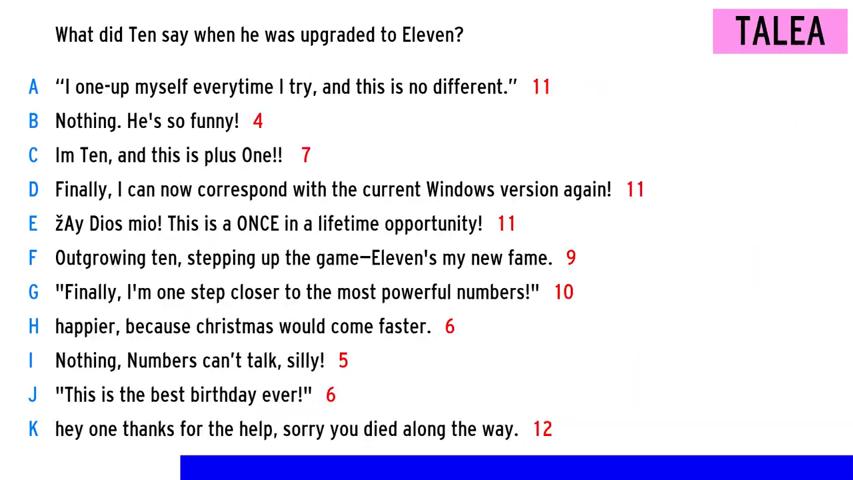 What did Ten say when he was upgraded to Eleven?
TALEA
A “I one-up myself everytime I try, and this is no different.” 11
B Nothing. He's so funny! 4
C Im Ten, and this is plus One!! 7
D Finally, I can now correspond with the current Windows version again! 11
E žAy Dios mio! This is a ONCE in a lifetime opportunity! 11
F Outgrowing ten, stepping up the game—Eleven's my new fame. 9
G "Finally, I'm one step closer to the most powerful numbers!" 10
H happier, because christmas would come faster. 6
I Nothing, Numbers can’t talk, silly! 5
J "This is the best birthday ever!" 6
K hey one thanks for the help, sorry you died along the way. 12